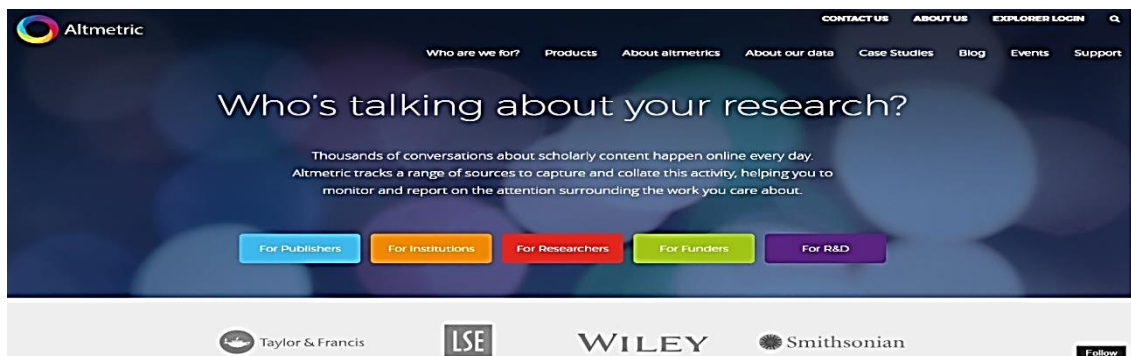 Altmetric
CONTACT US ABOUT US EXPLORER LOGIN
Who are we for? Products About altmetrics About our data Case Studies Blog Events Support
Who's talking about your research?
Thousands of conversations about scholarly content happen online every day.
Altmetric tracks a range of sources to capture and collate this activity, helping you to
monitor and report on the attention surrounding the work you care about.
For Publishers For Institutions For Researchers For Funders For R&D
Taylor & Francis LSE WILEY Smithsonian
Follow